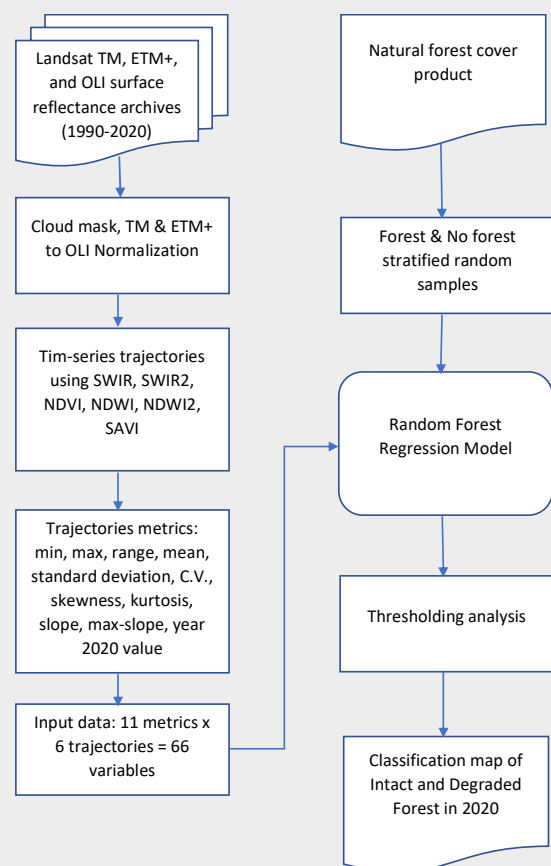 Landsat TM, ETM+,
and OLI surface
reflectance archives
(1990-2020)
Cloud mask, TM & ETM+
to OLI Normalization
Tim-series trajectories
using SWIR, SWIR2,
NDVI, NDWI, NDWI2,
SAVI
Trajectories metrics:
min, max, range, mean,
standard deviation, C.V.,
skewness, kurtosis,
slope, max-slope, year
2020 value
Input data: 11 metrics x
6 trajectories = 66
variables
Natural forest cover
product
Forest & No forest
stratified random
samples
Random Forest
Regression Model
Thresholding analysis
Classification map of
Intact and Degraded
Forest in 2020